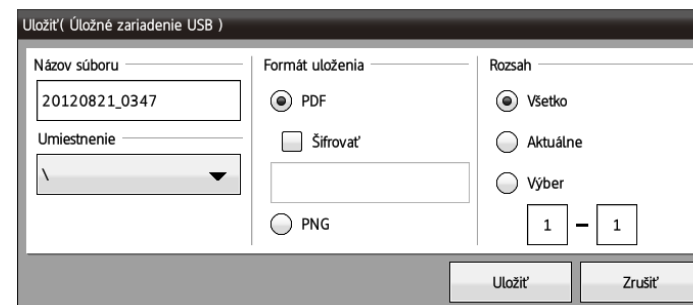 Uložiť( Úložné zariadenie USB )
Názov súboru
20120821_0347
Umiestnenie
\
Formát uloženia
PDF
Šifrovať
PNG
Rozsah
Všetko
Aktuálne
Výber
1 – 1
Uložiť Zrušiť